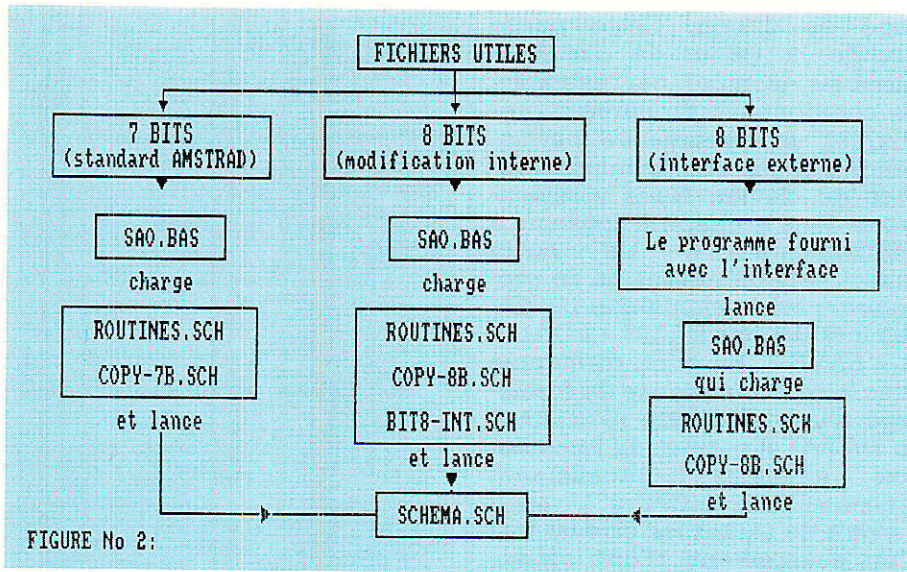 FICHIERS UTILES
7 BITS
(standard AMSTRAD)
8 BITS
(modification interne)
8 BITS
(interface externe)
SAO.BAS
charge
ROUTINES.SCH
COPY-7B.SCH
et lance
SAO.BAS
charge
ROUTINES.SCH
COPY-8B.SCH
BIT8-INT.SCH
et lance
Le programme fourni
avec l'interface
lance
SAO.BAS
qui charge
ROUTINES.SCH
COPY-8B.SCH
et lance
SCHEMA.SCH
FIGURE No 2: